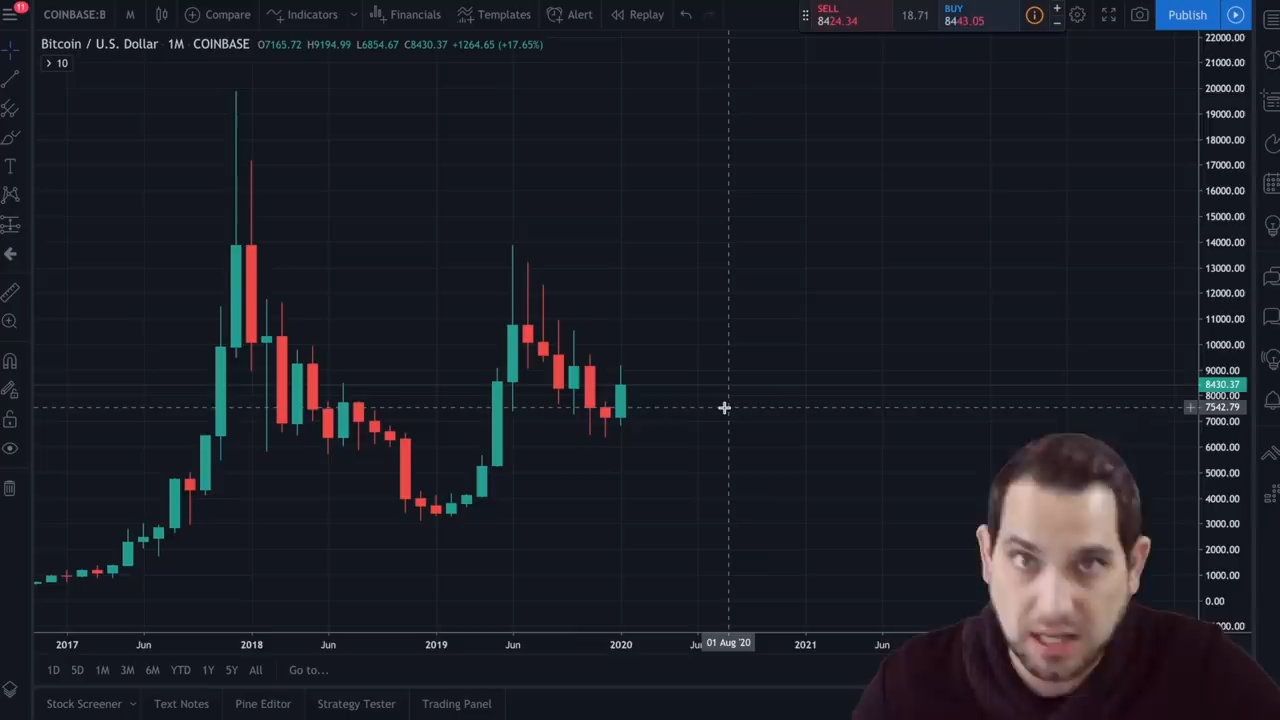 11
COINBASE:B
M
Compare
Indicators
Financials
Templates
Alert
Replay
SELL
8424.34
18.71
BUY
8443.05
Publish
Bitcoin / U.S. Dollar 1M COINBASE O7165.72 H9194.99 L6854.67 C8430.37 +1264.65 (+17.65%)
10
22000.00
21000.00
20000.00
19000.00
18000.00
17000.00
16000.00
15000.00
14000.00
13000.00
12000.00
11000.00
10000.00
9000.00
8430.37
8000.00
7542.79
7000.00
6000.00
5000.00
4000.00
3000.00
2000.00
1000.00
0.00
2017 Jun 2018 Jun 2019 Jun 2020 01 Aug '20 2021 Jun
1D 5D 1M 3M 6M YTD 1Y 5Y All Go to...
Stock Screener Text Notes Pine Editor Strategy Tester Trading Panel